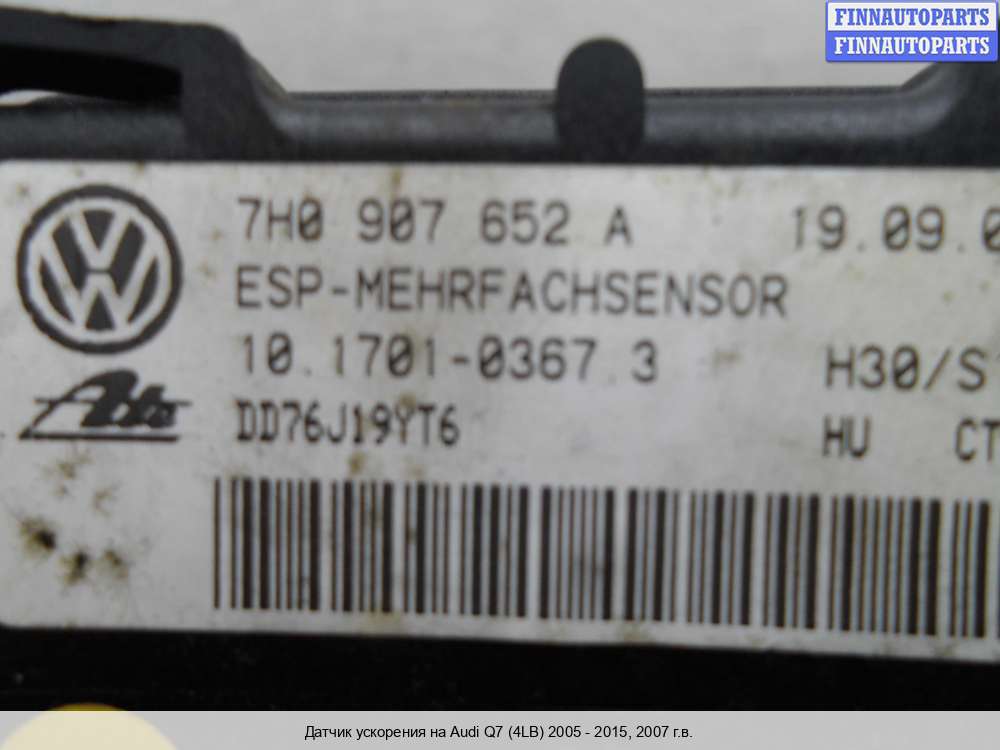 FINNAUTOPARTS
FINNAUTOPARTS
7H0 907 652 A 19.09.0
ESP-MEHRFACHSENSOR
10.1701-0367.3 H30/S
Ate
DD76J19YT6 HU CT
Датчик ускорения на Audi Q7 (4LB) 2005 - 2015, 2007 г.в.